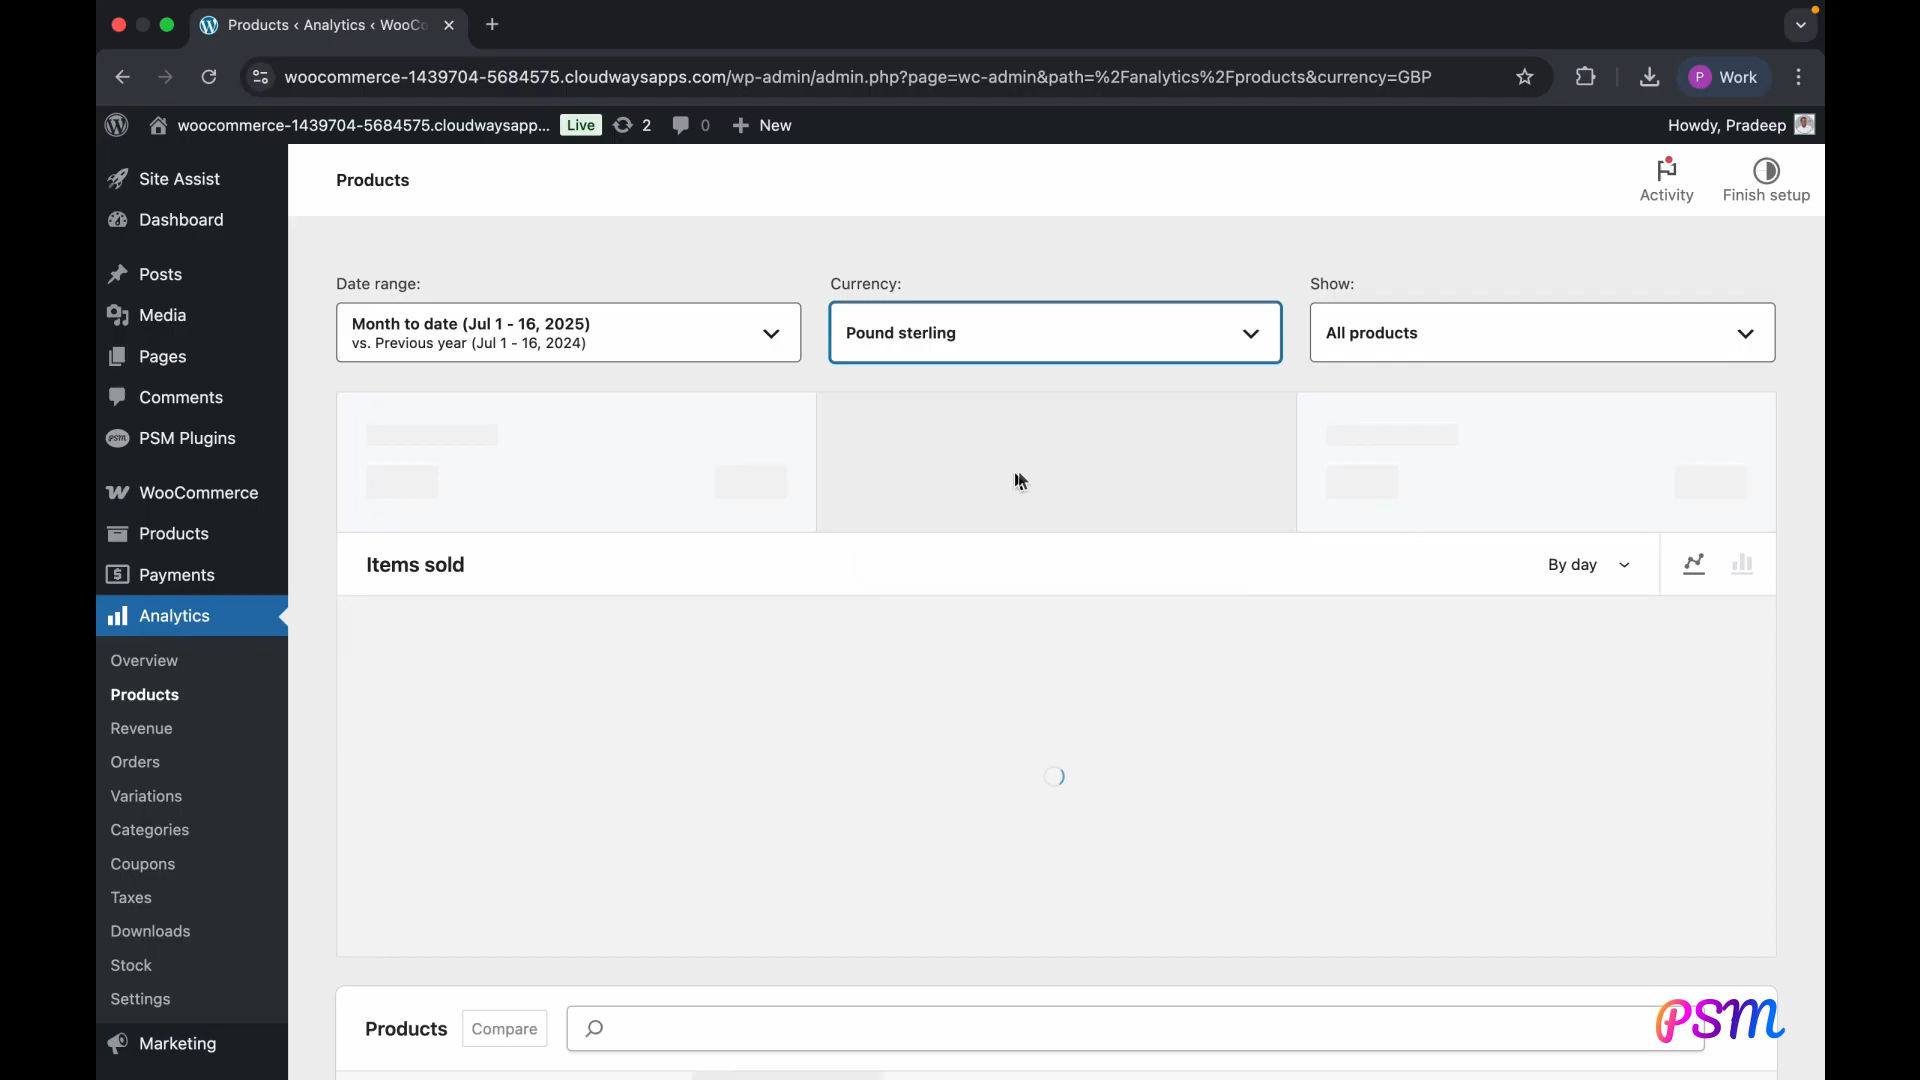 Products ‹ Analytics ‹ WooCo
woocommerce-1439704-5684575.cloudwaysapps.com/wp-admin/admin.php?page=wc-admin&path=%2Fanalytics%2Fproducts&currency=GBP
P Work
woocommerce-1439704-5684575.cloudwaysapp... Live 2 0 New
Howdy, Pradeep
Site Assist
Dashboard
Posts
Media
Pages
Comments
PSM Plugins
WooCommerce
Products
Payments
Analytics
Overview
Products
Revenue
Orders
Variations
Categories
Coupons
Taxes
Downloads
Stock
Settings
Marketing
Products
Activity
Finish setup
Date range:
Month to date (Jul 1 - 16, 2025)
vs. Previous year (Jul 1 - 16, 2024)
Currency:
Pound sterling
Show:
All products
Items sold
By day
Products
Compare
PSM